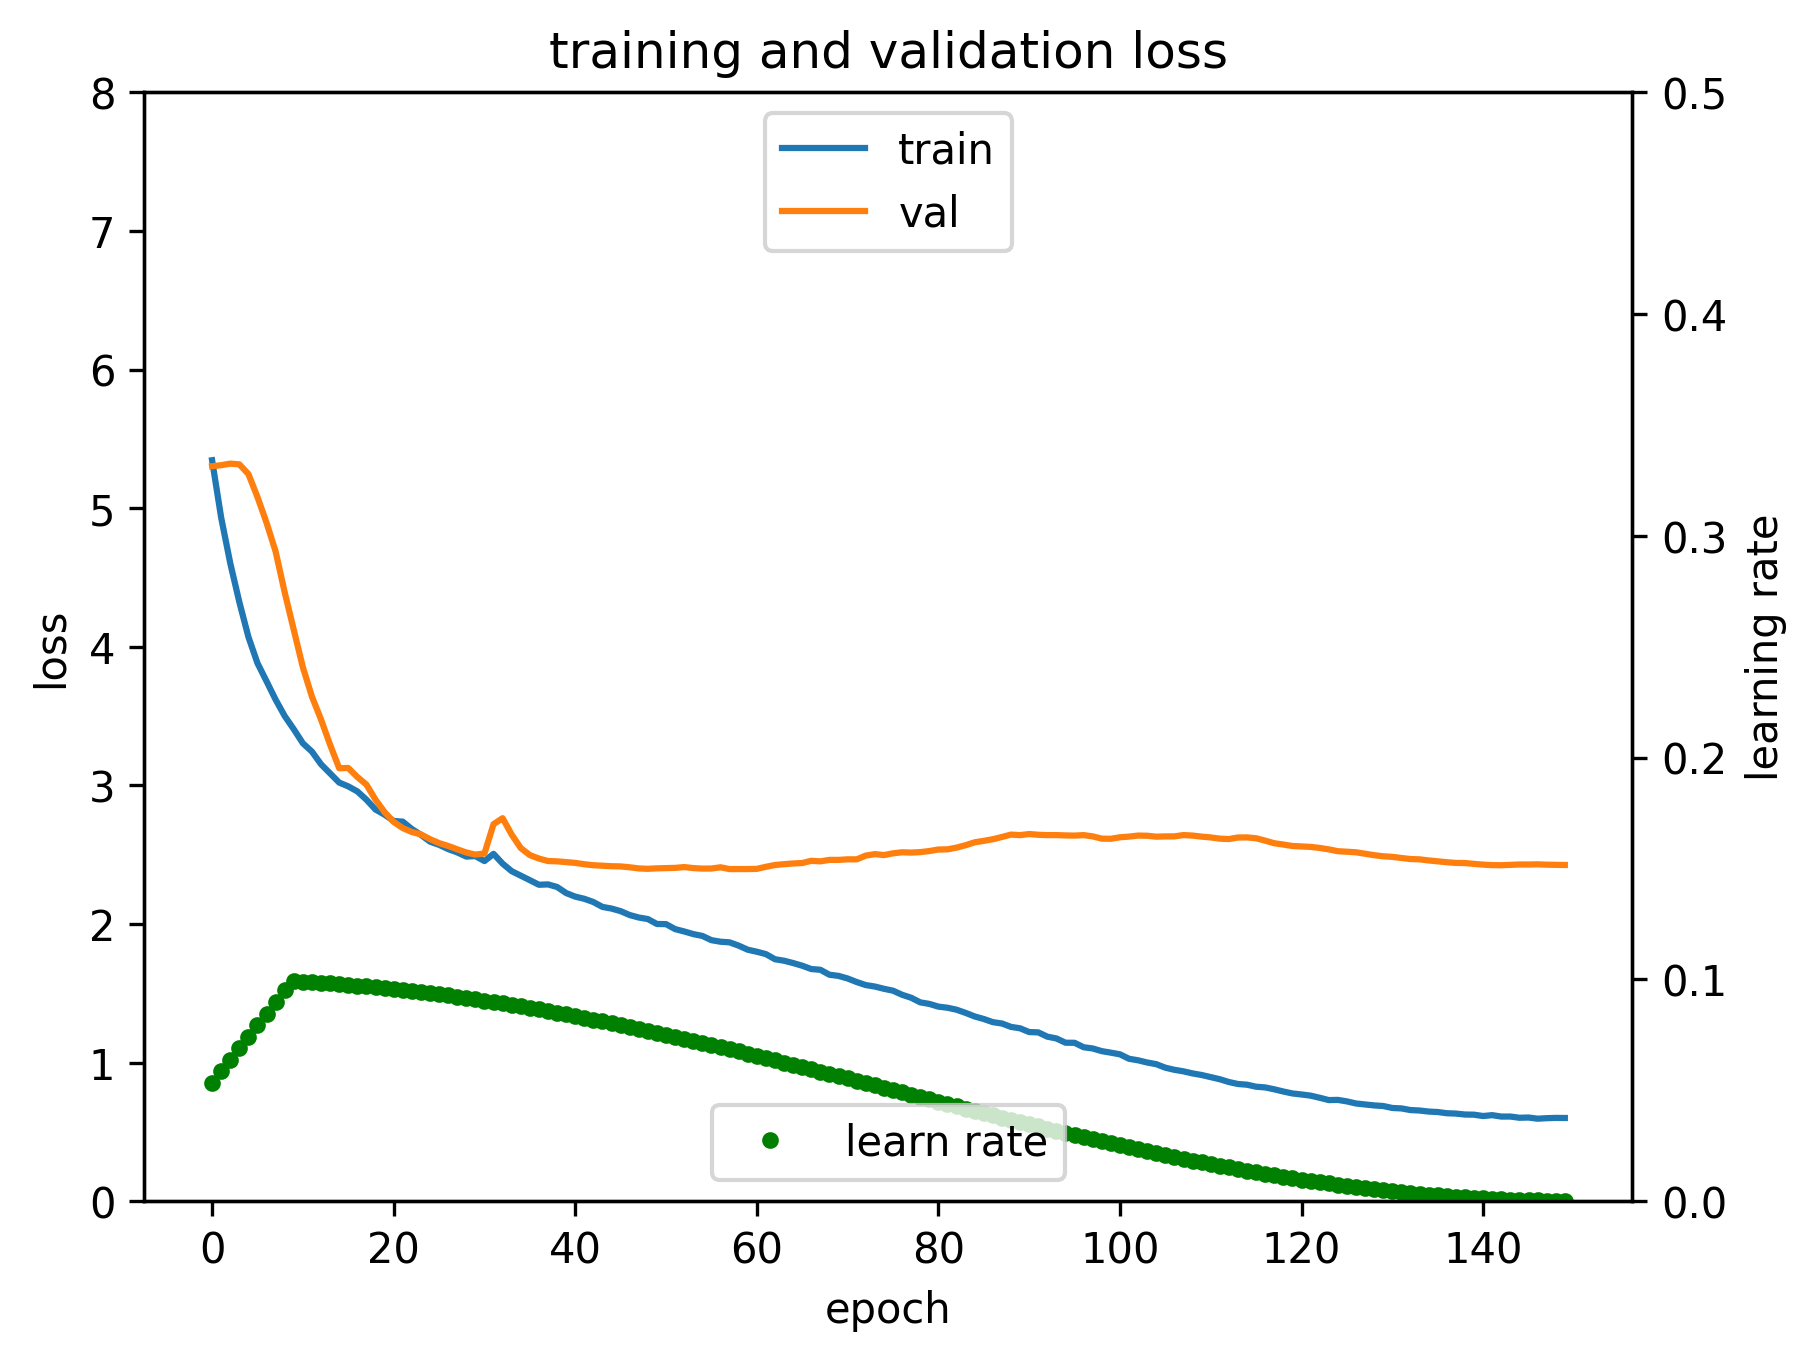 training and validation loss
train
val
8
7
6
5
4
3
2
1
0
loss
0.5
0.4
0.3
0.2
0.1
0.0
learning rate
learn rate
0 20 40 60 80 100 120 140
epoch